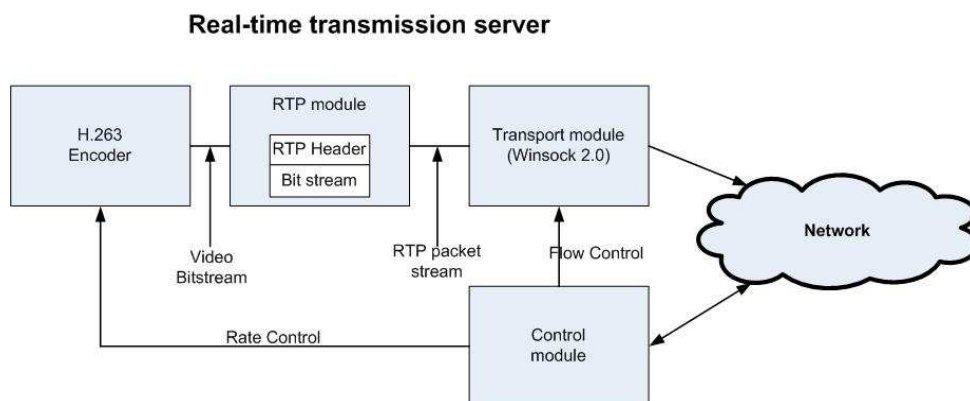 Real-time transmission server
H.263
Encoder
RTP module
RTP Header
Bit stream
Transport module
(Winsock 2.0)
Network
Video
Bitstream
RTP packet
stream
Flow Control
Rate Control
Control
module